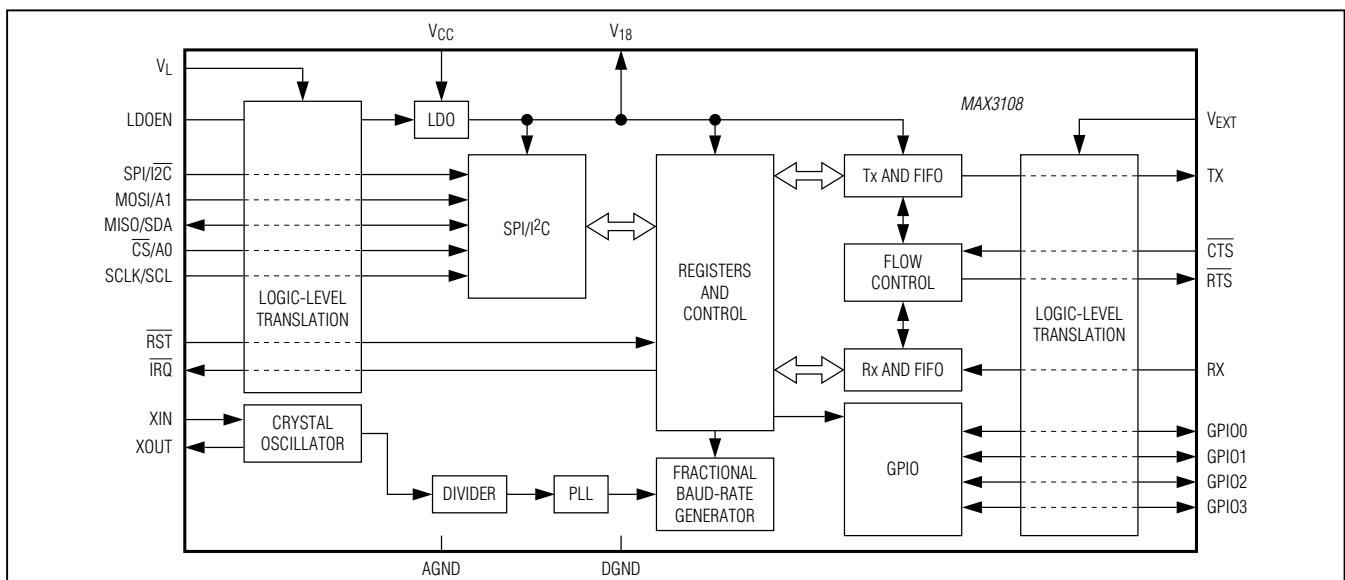 VCC
V18
VL
MAX3108
LDOEN
LDO
VEXT
SPI/I2C
MOSI/A1
MISO/SDA
CS/A0
SCLK/SCL
RST
IRQ
LOGIC-LEVEL
TRANSLATION
SPI/I²C
REGISTERS
AND
CONTROL
Tx AND FIFO
FLOW
CONTROL
Rx AND FIFO
LOGIC-LEVEL
TRANSLATION
TX
CTS
RTS
RX
XIN
XOUT
CRYSTAL
OSCILLATOR
DIVIDER
PLL
FRACTIONAL
BAUD-RATE
GENERATOR
GPIO
GPIO0
GPIO1
GPIO2
GPIO3
AGND
DGND